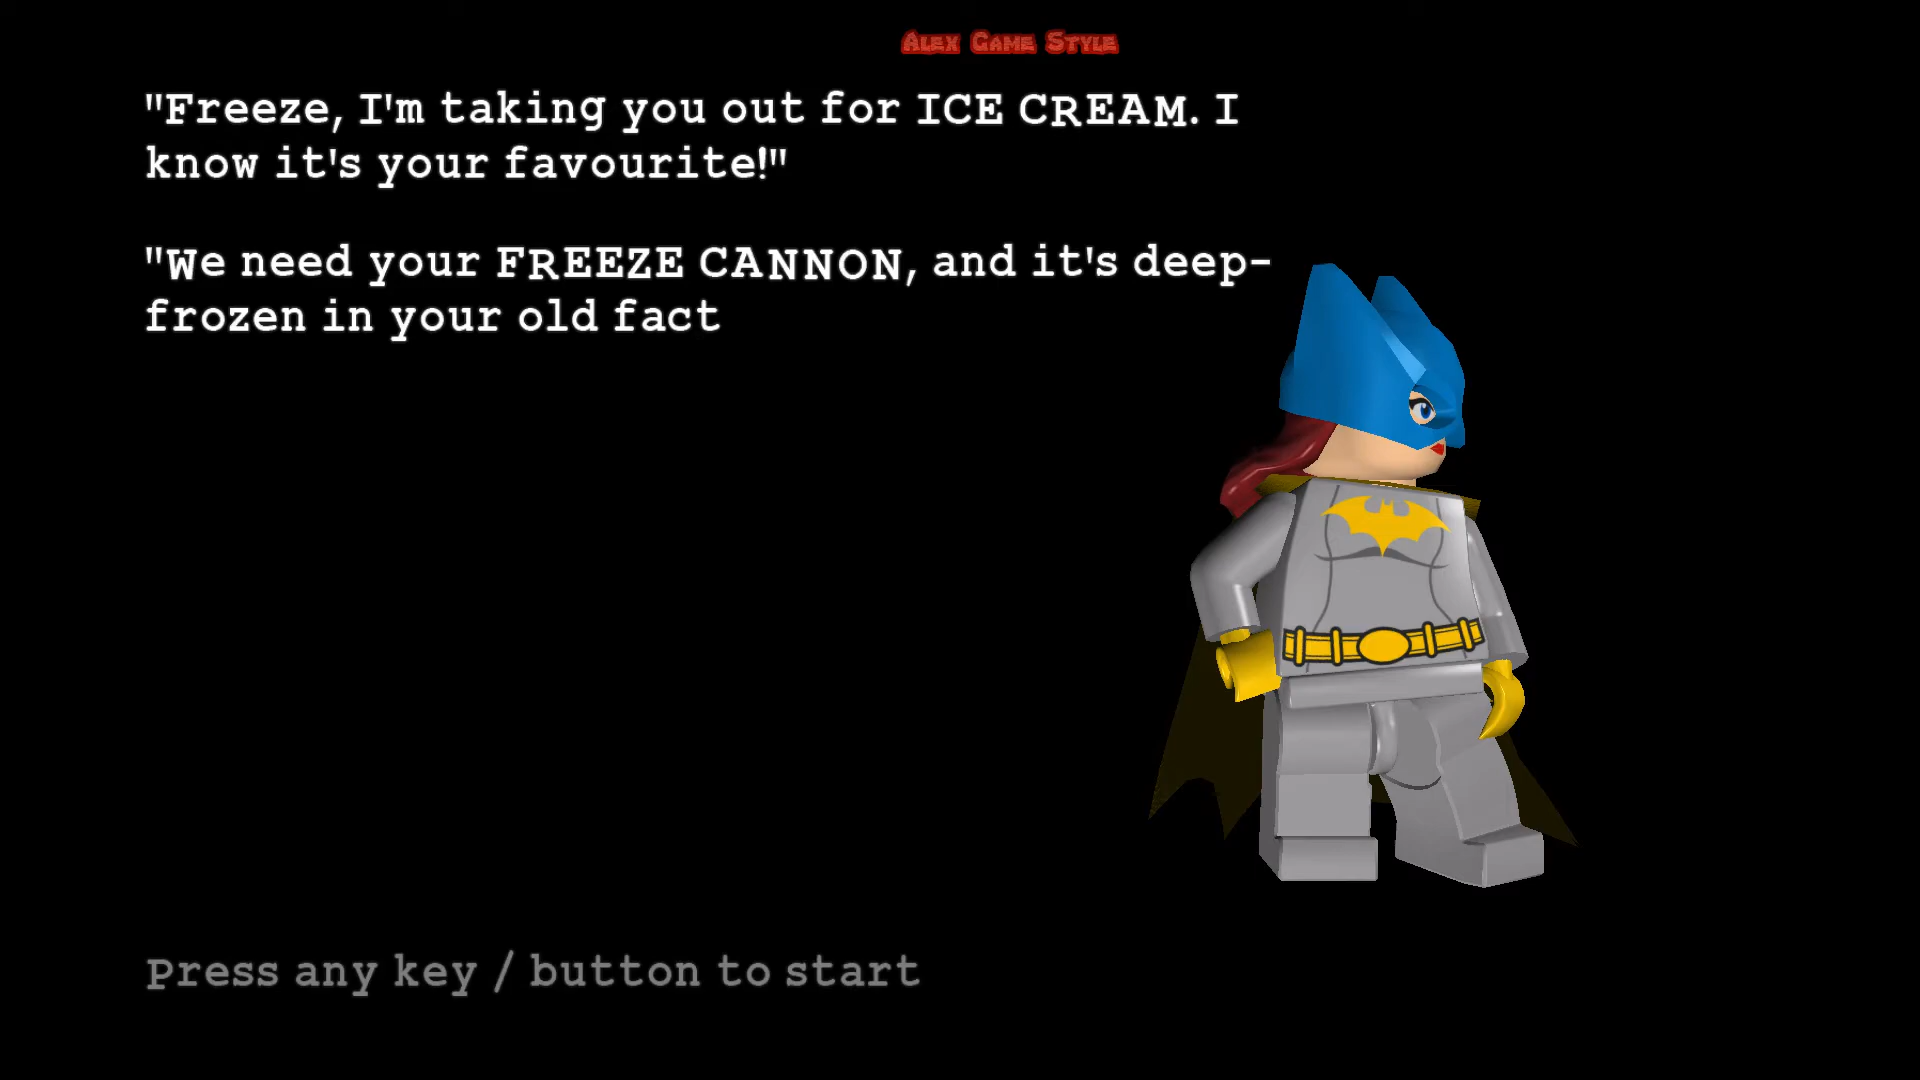 Alex Game Style
"Freeze, I'm taking you out for ICE CREAM. I
know it's your favourite!"
"We need your FREEZE CANNON, and it's deep-
frozen in your old fact
Press any key / button to start